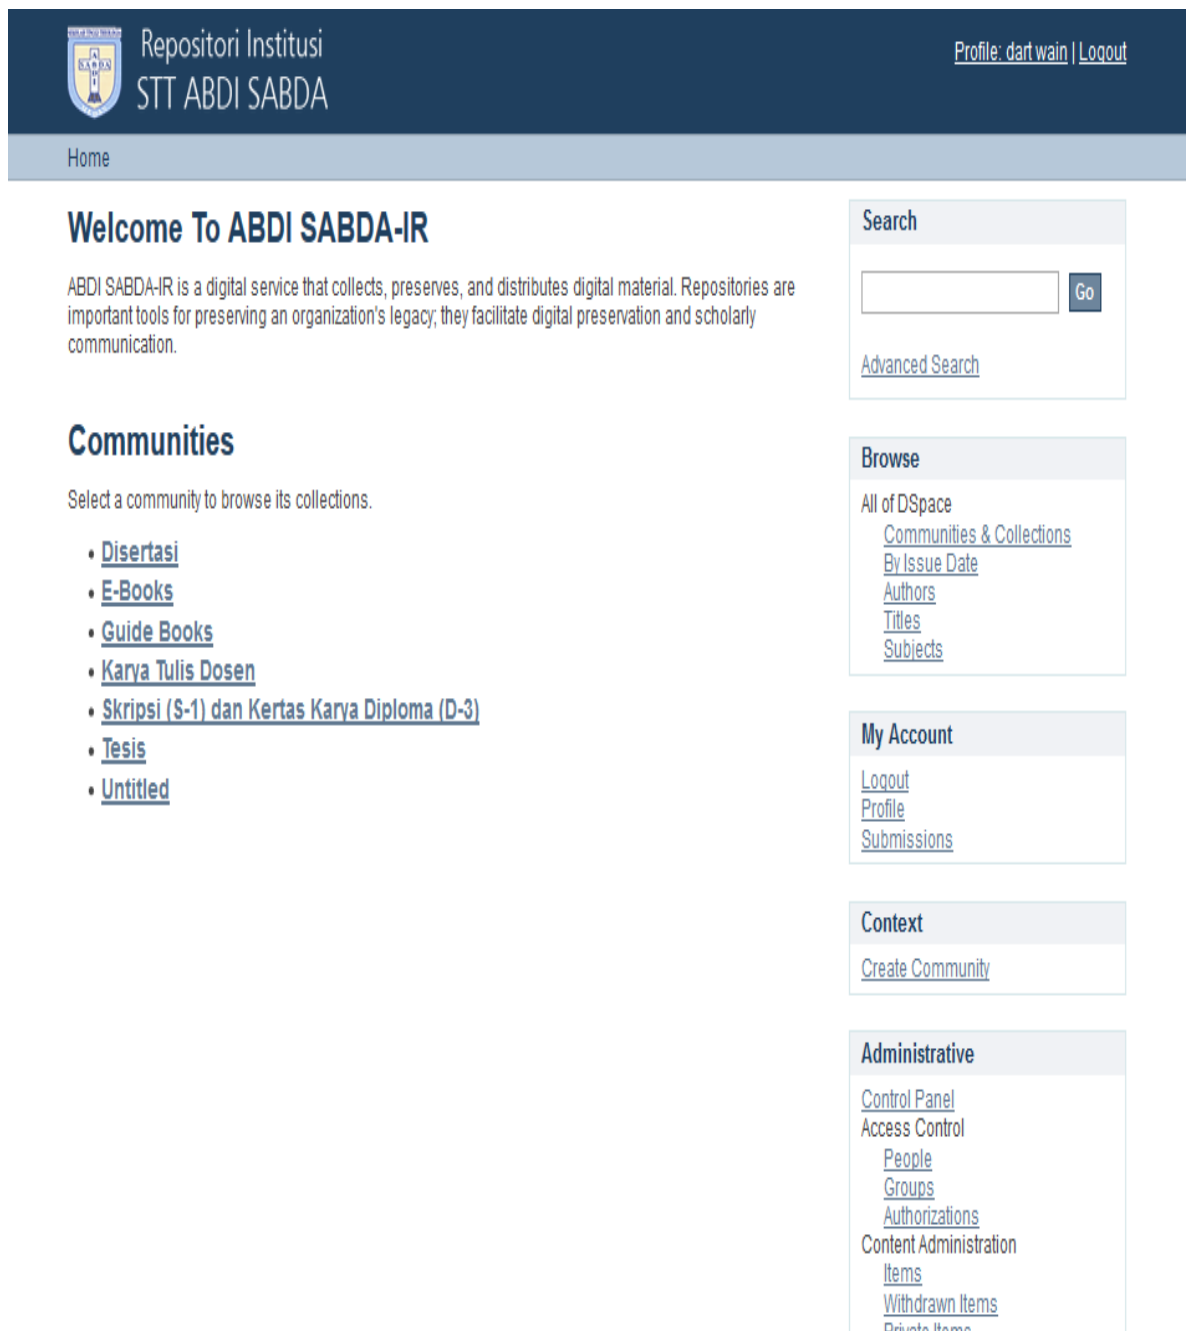 Repositori Institusi
STT ABDI SABDA
Profile: dart wain | Logout
Home
Welcome To ABDI SABDA-IR
ABDI SABDA-IR is a digital service that collects, preserves, and distributes digital material. Repositories are
important tools for preserving an organization's legacy; they facilitate digital preservation and scholarly
communication.
Communities
Select a community to browse its collections.
• Disertasi
• E-Books
• Guide Books
• Karya Tulis Dosen
• Skripsi (S-1) dan Kertas Karya Diploma (D-3)
• Tesis
• Untitled
Search
Go
Advanced Search
Browse
All of DSpace
Communities & Collections
By Issue Date
Authors
Titles
Subjects
My Account
Logout
Profile
Submissions
Context
Create Community
Administrative
Control Panel
Access Control
People
Groups
Authorizations
Content Administration
Items
Withdrawn Items
Private Items